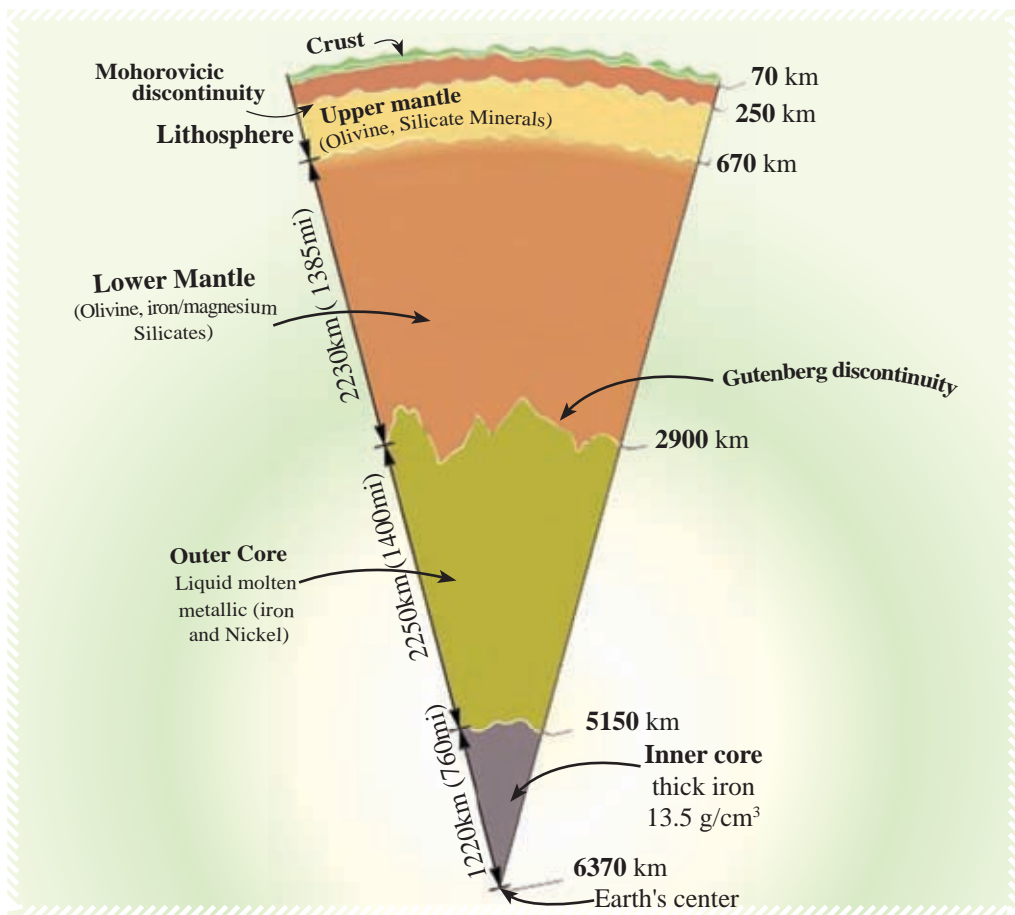 Crust
Mohorovicic
discontinuity
Upper mantle
(Olivine, Silicate Minerals)
Lithosphere
70 km
250 km
670 km
2230km( 1385mi)
Lower Mantle
(Olivine, iron/magnesium
Silicates)
Gutenberg discontinuity
2900 km
2250km(1400mi)
Outer Core
Liquid molten
metallic (iron
and Nickel)
5150 km
1220km(760mi)
Inner core
thick iron
13.5 g/cm³
6370 km
Earth's center